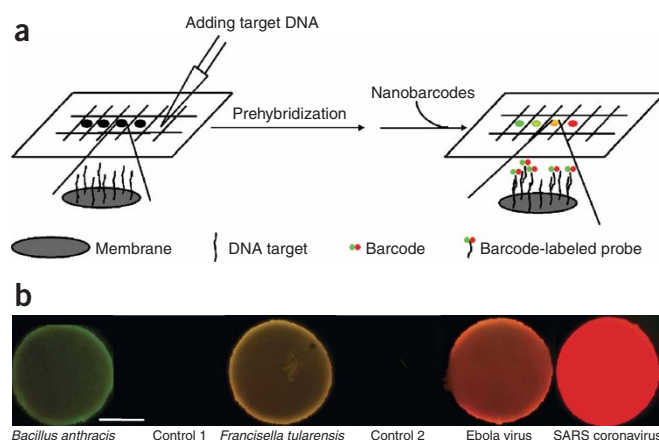 a
Adding target DNA
Prehybridization
Nanobarcodes
Membrane
DNA target
Barcode
Barcode-labeled probe
b
Bacillus anthracis
Control 1
Francisella tularensis
Control 2
Ebola virus
SARS coronavirus